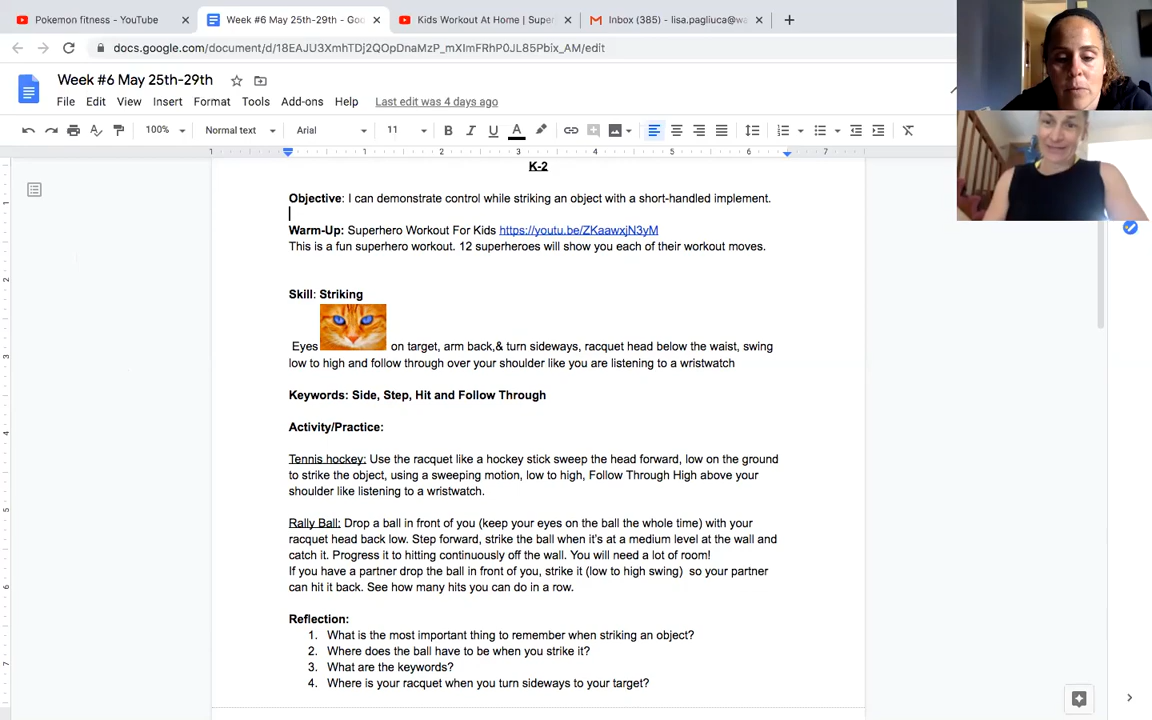 Pokemon fitness - YouTube
Week #6 May 25th-29th - Goo
Kids Workout At Home | Super
Inbox (385) - lisa.pagliuca@wa
docs.google.com/document/d/18EAJU3XmhTDj2QOpDnaMzP_mXImFRhP0JL85Pbix_AM/edit
Week #6 May 25th-29th
File Edit View Insert Format Tools Add-ons Help Last edit was 4 days ago
100% Normal text Arial 11
1 1 2 3 4 5 6 7
K-2
Objective: I can demonstrate control while striking an object with a short-handled implement.
Warm-Up: Superhero Workout For Kids https://youtu.be/ZKaawxjN3yM
This is a fun superhero workout. 12 superheroes will show you each of their workout moves.
Skill: Striking
Eyes on target, arm back,& turn sideways, racquet head below the waist, swing
low to high and follow through over your shoulder like you are listening to a wristwatch
Keywords: Side, Step, Hit and Follow Through
Activity/Practice:
Tennis hockey: Use the racquet like a hockey stick sweep the head forward, low on the ground
to strike the object, using a sweeping motion, low to high, Follow Through High above your
shoulder like listening to a wristwatch.
Rally Ball: Drop a ball in front of you (keep your eyes on the ball the whole time) with your
racquet head back low. Step forward, strike the ball when it's at a medium level at the wall and
catch it. Progress it to hitting continuously off the wall. You will need a lot of room!
If you have a partner drop the ball in front of you, strike it (low to high swing) so your partner
can hit it back. See how many hits you can do in a row.
Reflection:
1. What is the most important thing to remember when striking an object?
2. Where does the ball have to be when you strike it?
3. What are the keywords?
4. Where is your racquet when you turn sideways to your target?